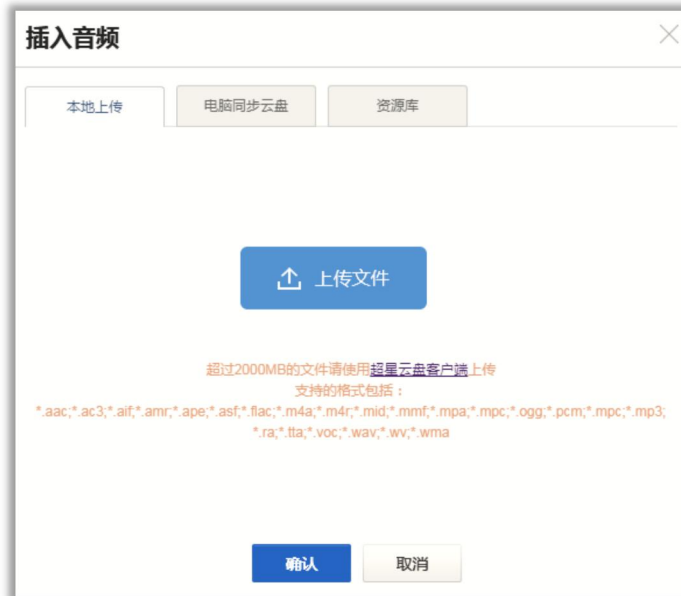 插入音频
本地上传 电脑同步云盘 资源库
上传文件
超过2000MB的文件请使用超星云盘客户端上传
支持的格式包括：
*.aac;*.ac3;*.aif;*.amr;*.ape;*.asf;*.flac;*.m4a;*.m4r;*.mid;*.mmf;*.mpa;*.mpc;*.ogg;*.pcm;*.mpc;*.mp3;
*.ra;*.tta;*.voc;*.wav;*.wv;*.wma
确认 取消